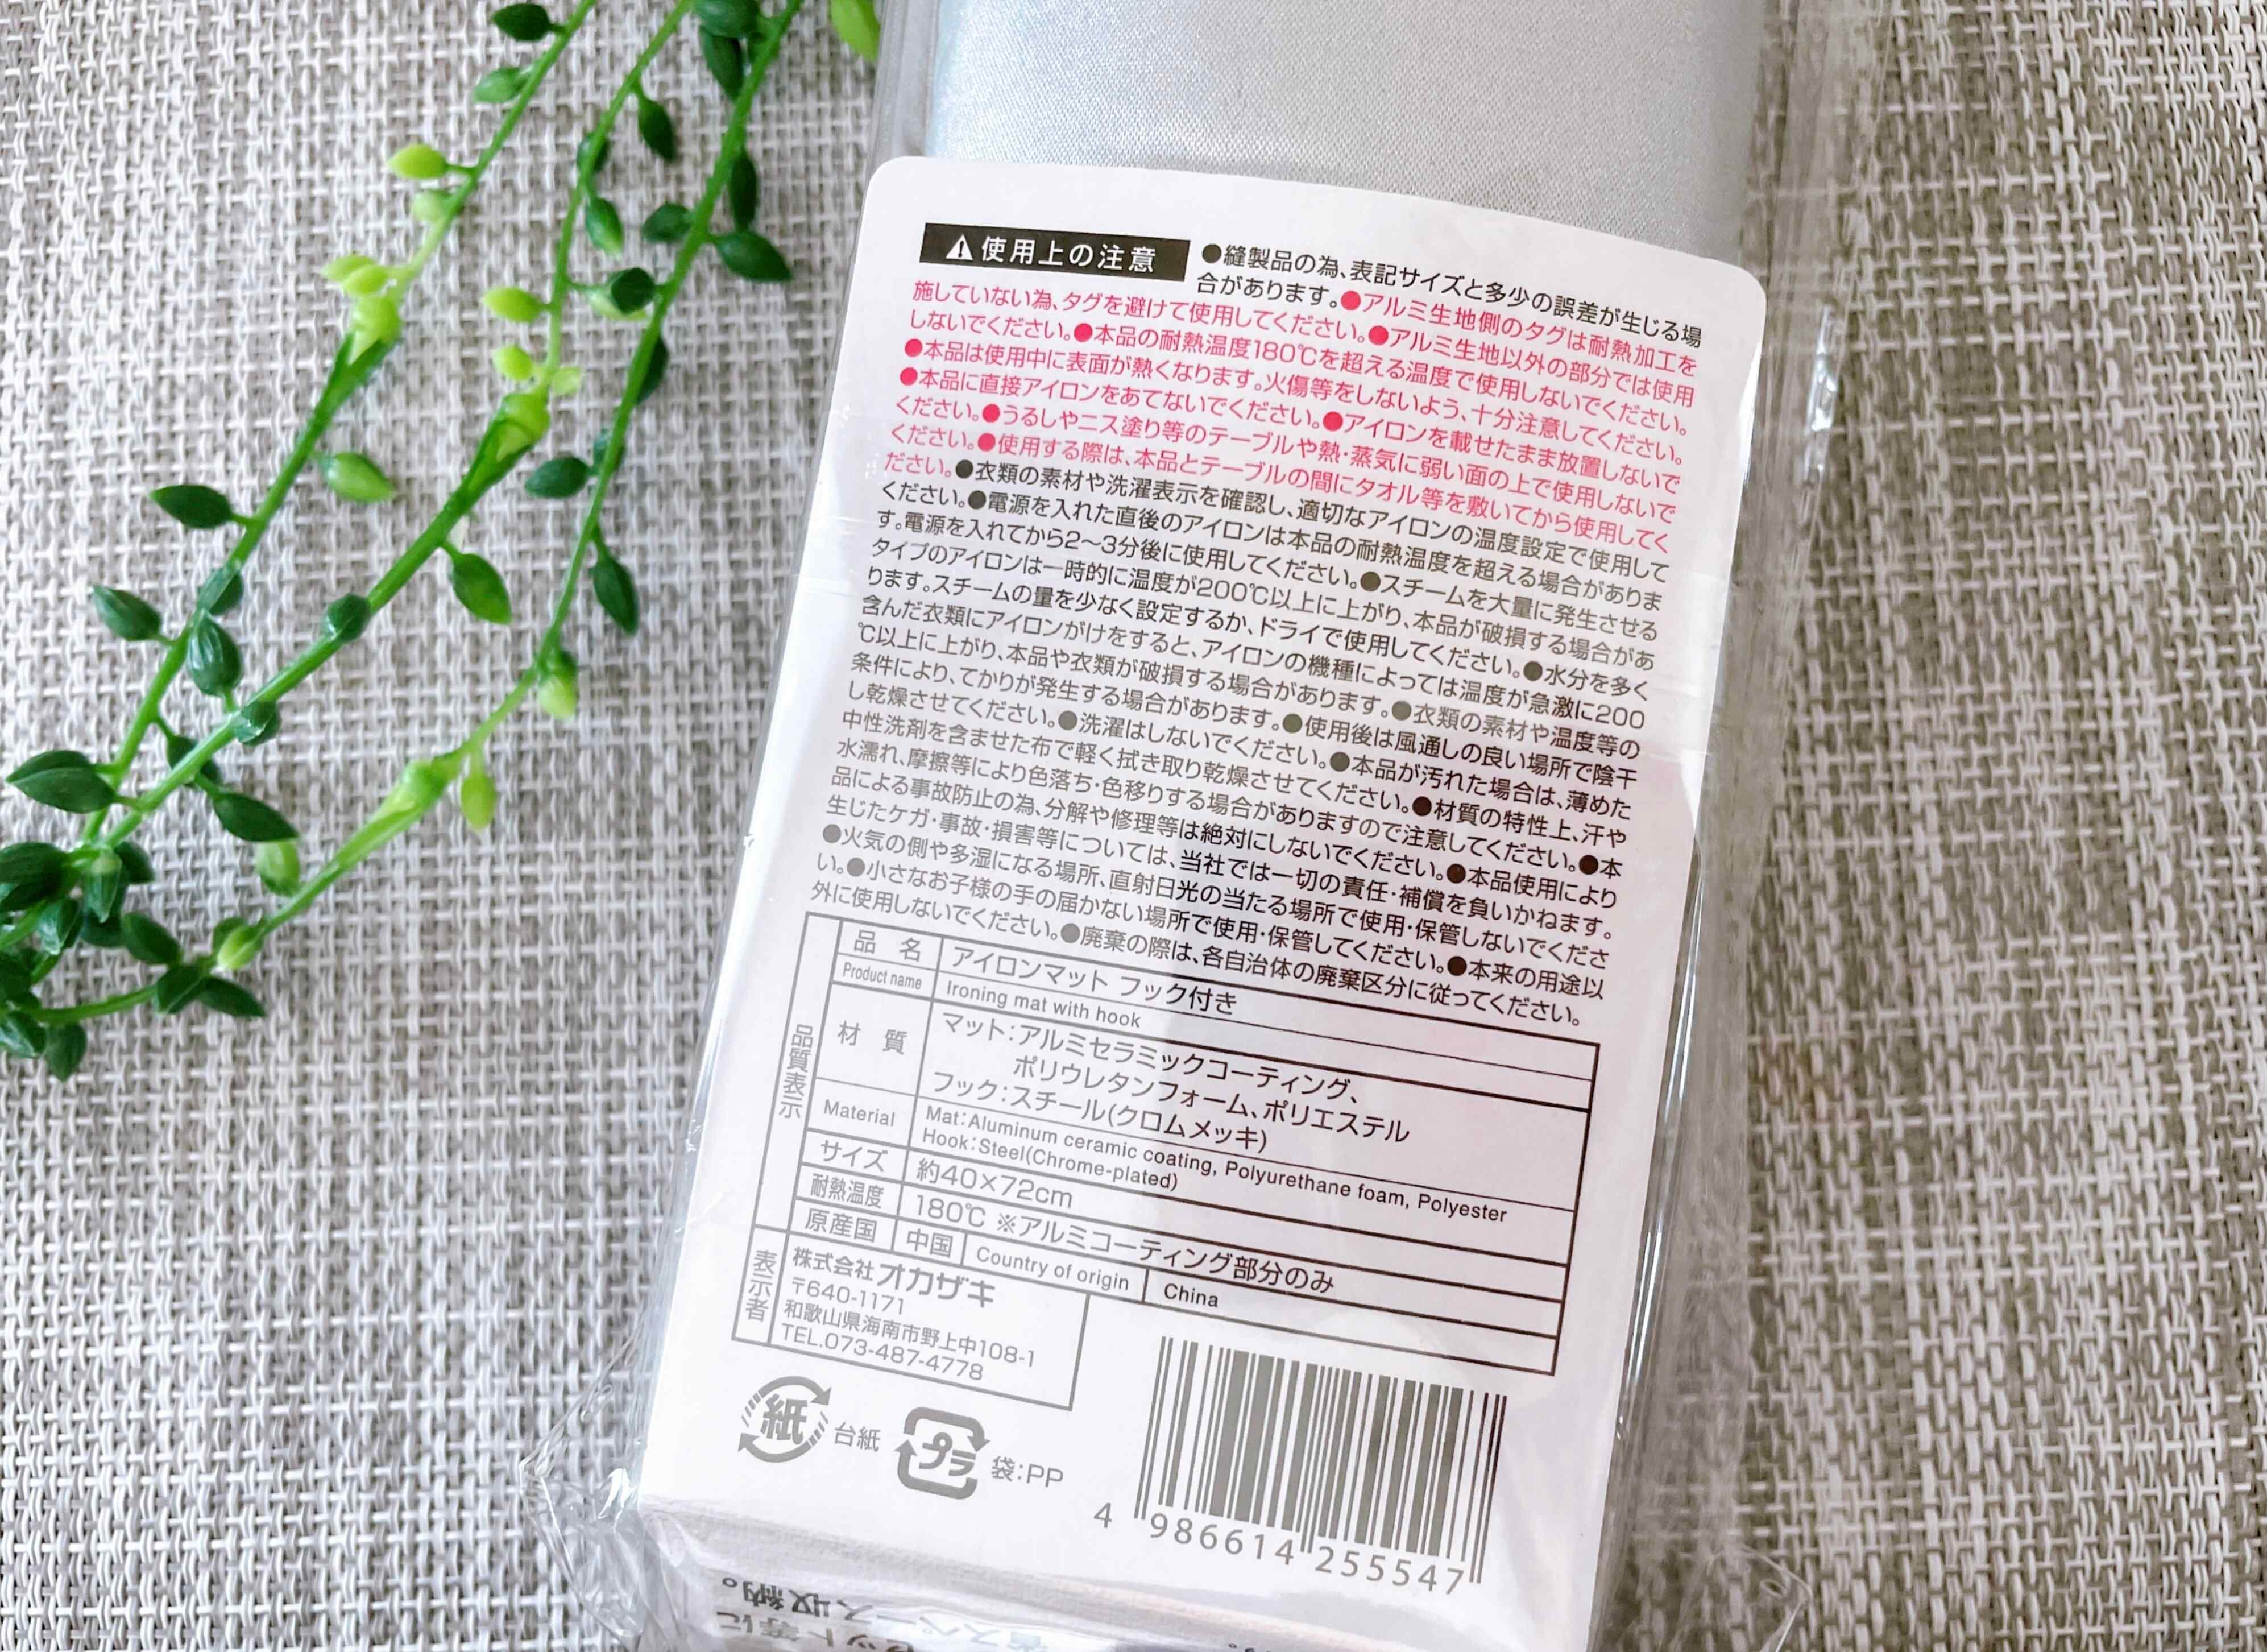 ⚠使用上の注意
●縫製品の為、表記サイズと多少の誤差が生じる場
合があります。●アルミ生地側のタグは耐熱加工を
施していない為、タグを避けて使用してください。●アルミ生地以外の部分では使用
しないでください。●本品の耐熱温度180℃を超える温度で使用しないでください。
●本品は使用中に表面が熱くなります。火傷等をしないよう、十分注意してください。
●本品に直接アイロンをあてないでください。●アイロンを載せたまま放置しないで
ください。●うるしやニス塗り等のテーブルや熱・蒸気に弱い面の上で使用しないで
ください。●使用する際は、本品とテーブルの間にタオル等を敷いてから使用してく
ださい。●衣類の素材や洗濯表示を確認し、適切なアイロンの温度設定で使用して
ください。●電源を入れた直後のアイロンは本品の耐熱温度を超える場合がありま
す。電源を入れてから2〜3分後に使用してください。●スチームを大量に発生させる
タイプのアイロンは一時的に温度が200℃以上に上がり、本品が破損する場合があ
ります。スチームの量を少なく設定するか、ドライで使用してください。●水分を多く
含んだ衣類にアイロンがけをすると、アイロンの機種によっては温度が急激に200
℃以上に上がり、本品や衣類が破損する場合があります。●衣類の素材や温度等の
条件により、てかりが発生する場合があります。●使用後は風通しの良い場所で陰干
し乾燥させてください。●洗濯はしないでください。●本品が汚れた場合は、薄めた
中性洗剤を含ませた布で軽く拭き取り乾燥させてください。●材質の特性上、汗や
水濡れ、摩擦等により色落ち・色移りする場合がありますので注意してください。●本
品による事故防止の為、分解や修理等は絶対にしないでください。●本品使用により
生じたケガ・事故・損害等については、当社では一切の責任・補償を負いかねます。
●火気の側や多湿になる場所、直射日光の当たる場所で使用・保管しないでくださ
い。●小さなお子様の手の届かない場所で使用・保管してください。●本来の用途以
外に使用しないでください。●廃棄の際は、各自治体の廃棄区分に従ってください。
品質表示
品 名 アイロンマット フック付き
Product name Ironing mat with hook
材 質 マット：アルミセラミックコーティング、
ポリウレタンフォーム、ポリエステル
フック：スチール(クロムメッキ)
Material Mat:Aluminum ceramic coating, Polyurethane foam, Polyester
Hook:Steel(Chrome-plated)
サイズ 約40×72cm
耐熱温度 180℃ ※アルミコーティング部分のみ
原産国 中国 Country of origin China
表示者
株式会社オカザキ
〒640-1171
和歌山県海南市野上中108-1
TEL.073-487-4778
紙 台紙 プラ 袋:PP
4 986614 255547